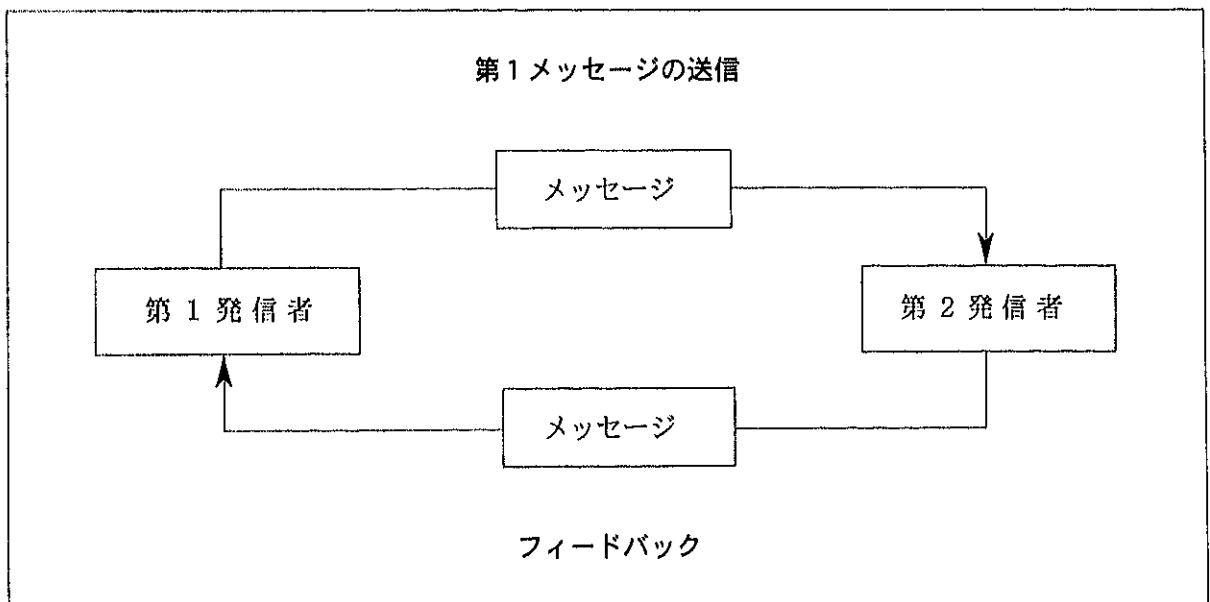 第1メッセージの送信
メッセージ
第1発信者
第2発信者
メッセージ
フィードバック